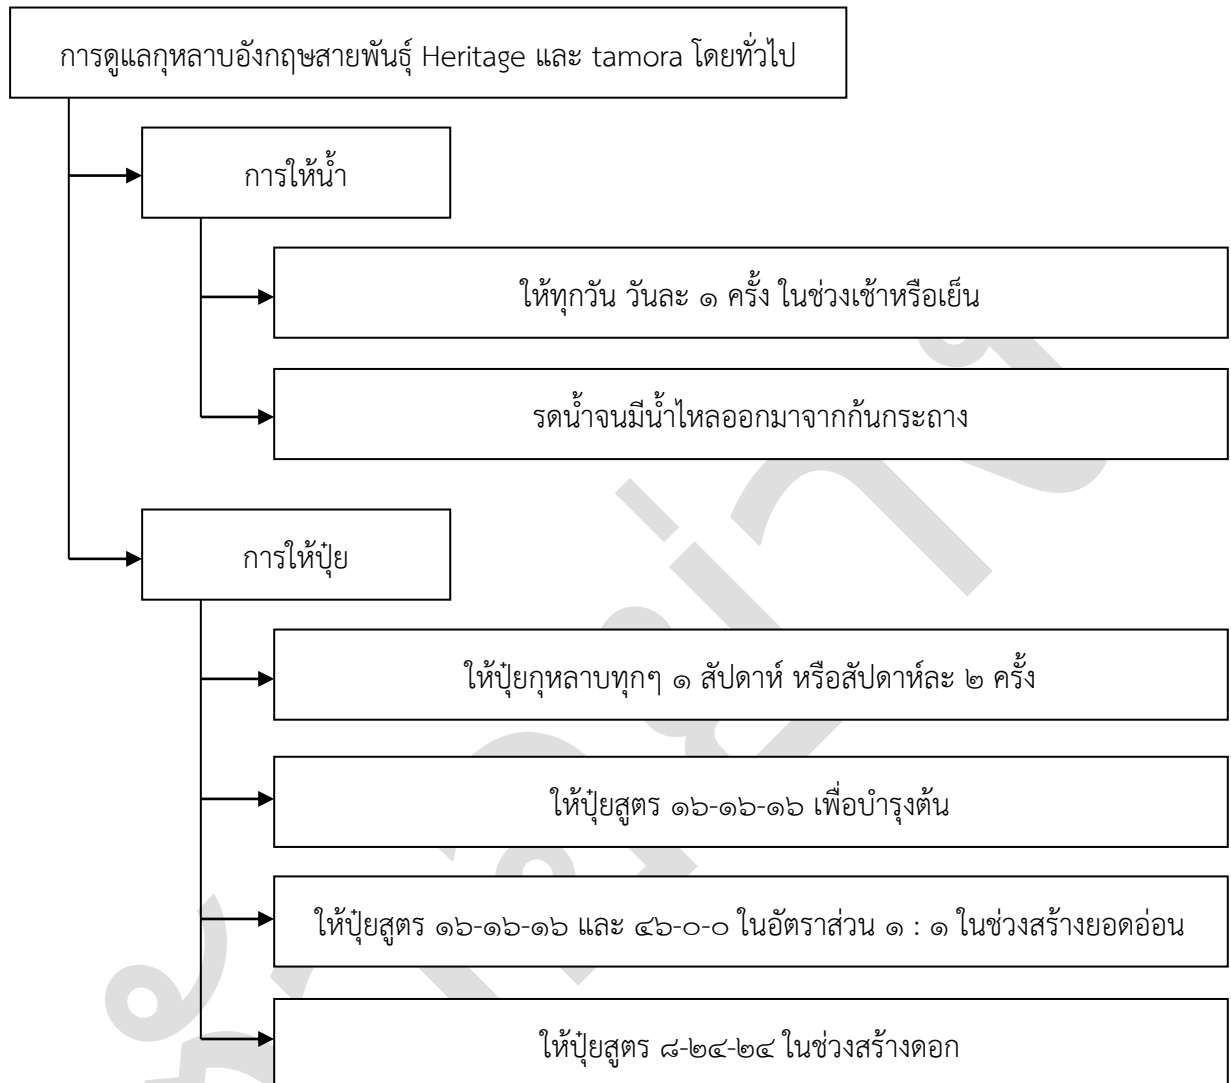 การดูแลกุหลาบอังกฤษสายพันธุ์ Heritage และ tamora โดยทั่วไป
การให้น้ำ
ให้ทุกวัน วันละ ๑ ครั้ง ในช่วงเช้าหรือเย็น
รดน้ำจนมีน้ำไหลออกมาจากก้นกระถาง
การให้ปุ๋ย
ให้ปุ๋ยกุหลาบทุกๆ ๑ สัปดาห์ หรือสัปดาห์ละ ๒ ครั้ง
ให้ปุ๋ยสูตร ๑๖-๑๖-๑๖ เพื่อบำรุงต้น
ให้ปุ๋ยสูตร ๑๖-๑๖-๑๖ และ ๔๖-๐-๐ ในอัตราส่วน ๑ : ๑ ในช่วงสร้างยอดอ่อน
ให้ปุ๋ยสูตร ๘-๒๔-๒๔ ในช่วงสร้างดอก